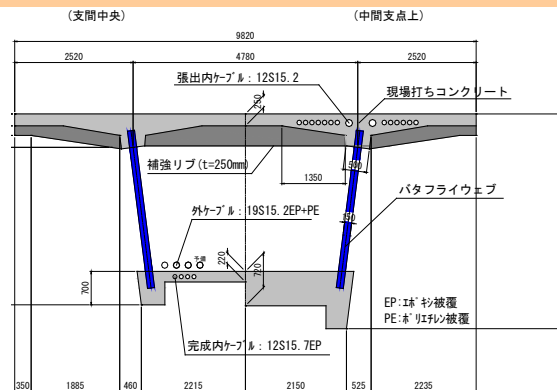 (支間中央)
(中間支点上)
9820
2520
4780
2520
張出内ケーブル：12S15.2
現場打ちコンクリート
250
補強リブ(t=250mm)
1350
500
バタフライウェブ
外ケーブル：19S15.2EP+PE
150
予備
220
720
700
EP:エポキシ被覆
PE:ポリエチレン被覆
完成内ケーブル：12S15.7EP
350
1885
460
2215
2150
525
2235